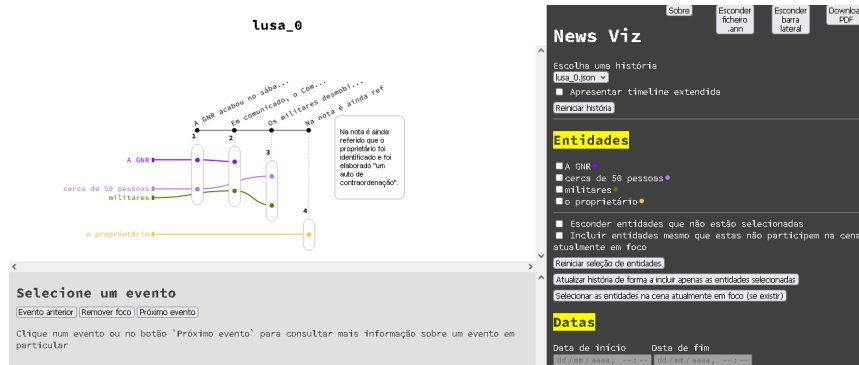 lusa_0
A GNR acabou no sába...
Em comunicado, o Com...
Os militares desmobi...
Na nota é ainda ref
1
2
3
4
A GNR
cerca de 50 pessoas
militares
o proprietário
Na nota é ainda
referido que o
proprietário foi
identificado e foi
elaborado "um
auto de
contraordenação".
Selecione um evento
Evento anterior Remover foco Próximo evento
Clique num evento ou no botão `Próximo evento` para consultar mais informação sobre um evento em
particular
Sobre
Esconder
ficheiro
.ann
Esconder
barra
lateral
Downloa
PDF
News Viz
Escolha uma história
lusa_0.json
Apresentar timeline extendida
Reiniciar história
Entidades
A GNR
cerca de 50 pessoas
militares
o proprietário
Esconder entidades que não estão selecionadas
Incluir entidades mesmo que estas não participem na cena
atualmente em foco
Reiniciar seleção de entidades
Atualizar história de forma a incluir apenas as entidades selecionadas
Selecionar as entidades na cena atualmente em foco (se existir)
Datas
Data de início Data de fim
dd/mm/aaaa, --:-- dd/mm/aaaa, --:--